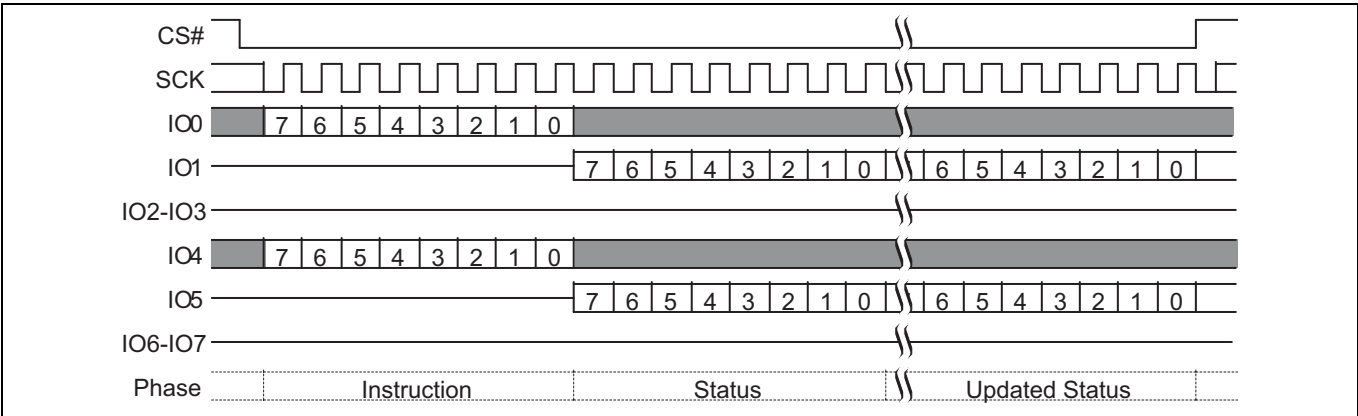 CS#
SCK
IO0 7 6 5 4 3 2 1 0
IO1 7 6 5 4 3 2 1 0 6 5 4 3 2 1 0
IO2-IO3
IO4 7 6 5 4 3 2 1 0
IO5 7 6 5 4 3 2 1 0 6 5 4 3 2 1 0
IO6-IO7
Phase Instruction Status Updated Status